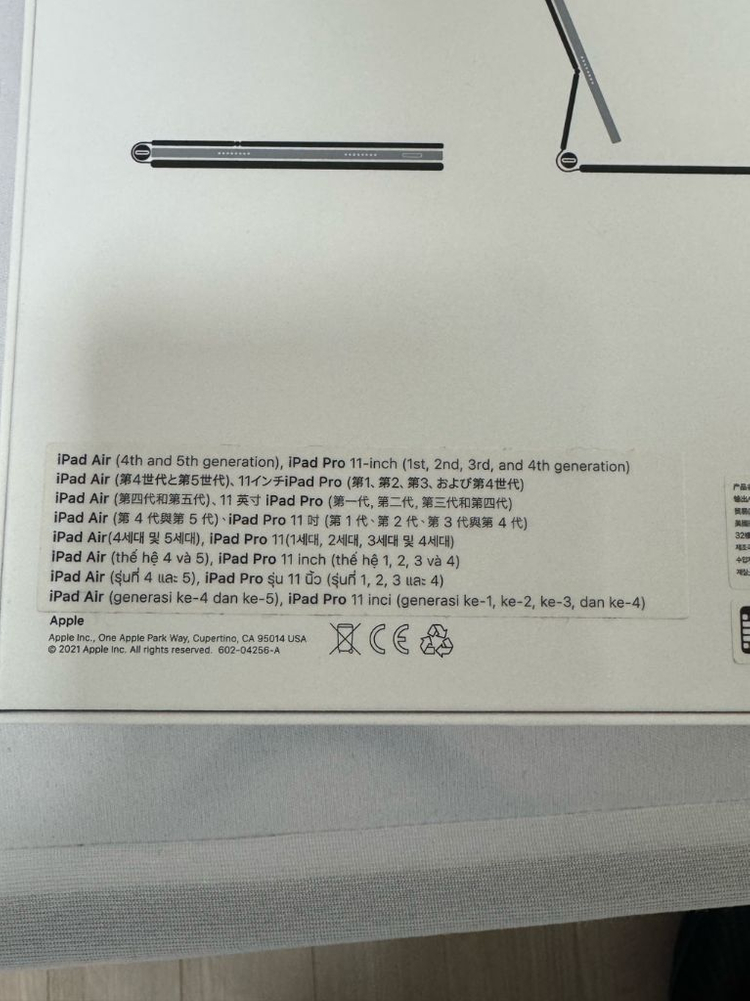 iPad Air (4th and 5th generation), iPad Pro 11-inch (1st, 2nd, 3rd, and 4th generation)
iPad Air (第4世代と第5世代)、11インチiPad Pro (第1、第2、第3、および第4世代)
iPad Air (第四代和第五代)、11 英寸 iPad Pro (第一代, 第二代, 第三代和第四代)
iPad Air (第 4 代與第 5 代)、iPad Pro 11 吋 (第 1 代、第 2 代、第 3 代與第 4 代)
iPad Air(4세대 및 5세대), iPad Pro 11(1세대, 2세대, 3세대 및 4세대)
iPad Air (thế hệ 4 và 5), iPad Pro 11 inch (thế hệ 1, 2, 3 và 4)
iPad Air (รุ่นที่ 4 และ 5), iPad Pro รุ่น 11 นิ้ว (รุ่นที่ 1, 2, 3 และ 4)
iPad Air (generasi ke-4 dan ke-5), iPad Pro 11 inci (generasi ke-1, ke-2, ke-3, dan ke-4)
Apple
Apple Inc., One Apple Park Way, Cupertino, CA 95014 USA
© 2021 Apple Inc. All rights reserved. 602-04256-A
CE